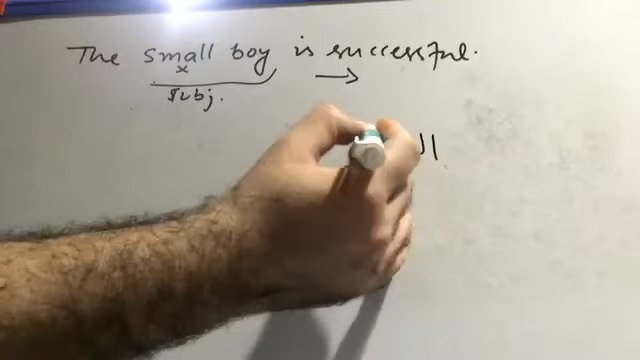 The small boy is successful.
x
Subj.